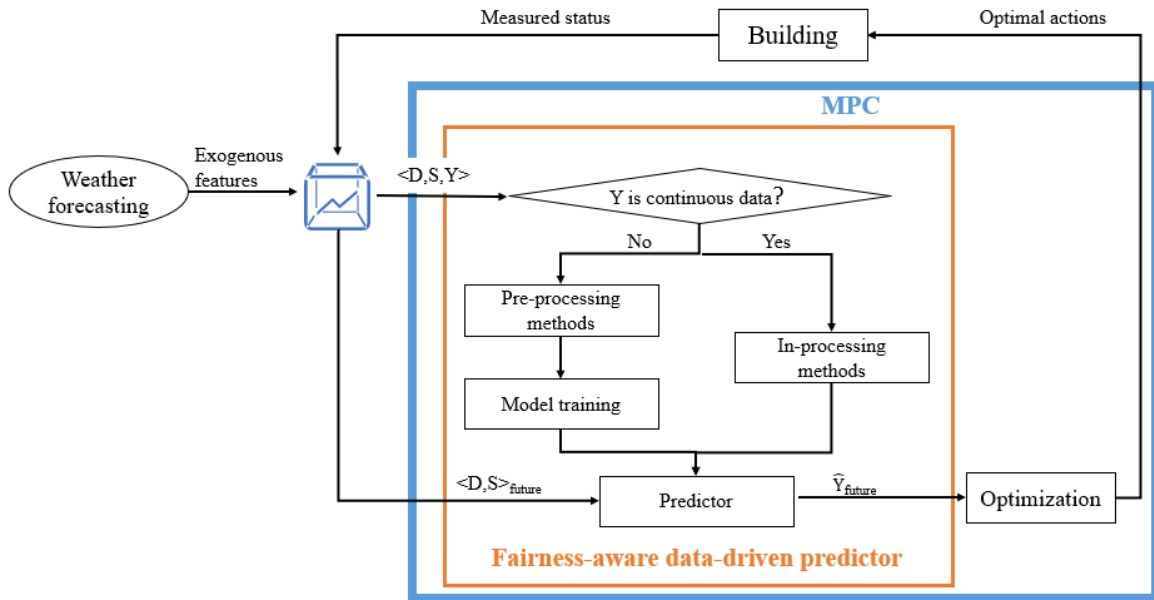 Measured status
Building
Optimal actions
MPC
Weather
forecasting
Exogenous
features
<D,S,Y>
Y is continuous data?
No
Yes
Pre-processing
methods
In-processing
methods
Model training
<D,S>future
Predictor
Ŷfuture
Optimization
Fairness-aware data-driven predictor